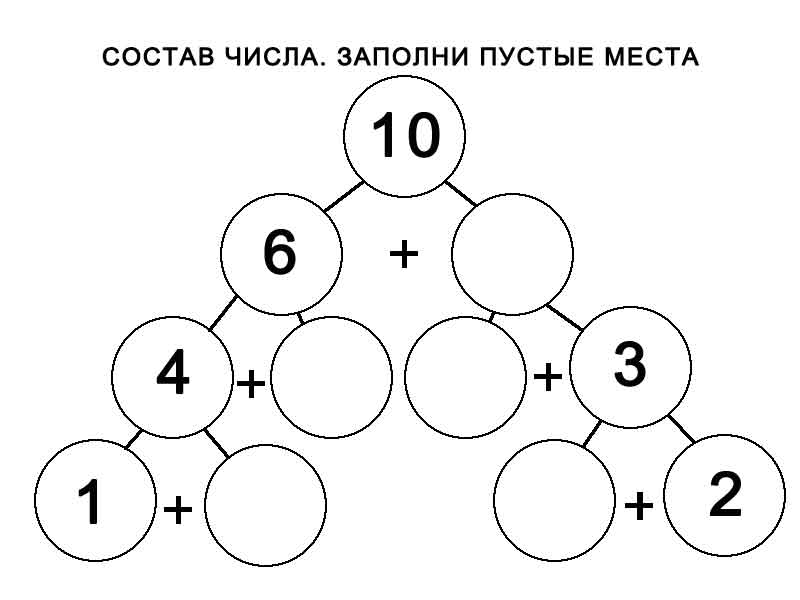 СОСТАВ ЧИСЛА. ЗАПОЛНИ ПУСТЫЕ МЕСТА
10
6 +
4 + + 3
1 + + 2